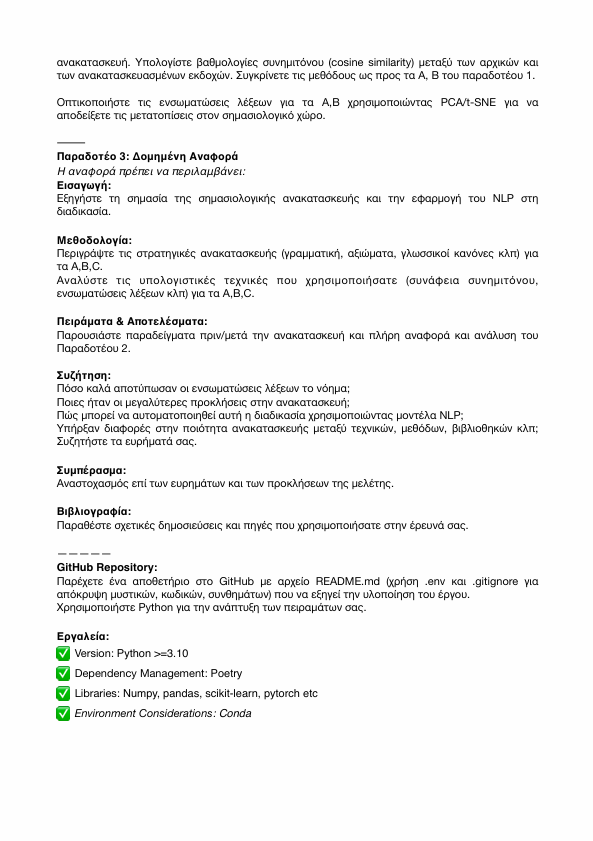 ανακατασκευή. Υπολογίστε βαθμολογίες συνημιτόνου (cosine similarity) μεταξύ των αρχικών και
των ανακατασκευασμένων εκδοχών. Συγκρίνετε τις μεθόδους ως προς τα Α, Β του παραδοτέου 1.
Οπτικοποιήστε τις ενσωματώσεις λέξεων για τα Α,Β χρησιμοποιώντας PCA/t-SNE για να
αποδείξετε τις μετατοπίσεις στον σημασιολογικό χώρο.
⸻
Παραδοτέο 3: Δομημένη Αναφορά
Η αναφορά πρέπει να περιλαμβάνει:
Εισαγωγή:
Εξηγήστε τη σημασία της σημασιολογικής ανακατασκευής και την εφαρμογή του NLP στη
διαδικασία.
Μεθοδολογία:
Περιγράψτε τις στρατηγικές ανακατασκευής (γραμματική, αξιώματα, γλωσσικοί κανόνες κλπ) για
τα A,B,C.
Αναλύστε τις υπολογιστικές τεχνικές που χρησιμοποιήσατε (συνάφεια συνημιτόνου,
ενσωματώσεις λέξεων κλπ) για τα A,B,C.
Πειράματα & Αποτελέσματα:
Παρουσιάστε παραδείγματα πριν/μετά την ανακατασκευή και πλήρη αναφορά και ανάλυση του
Παραδοτέου 2.
Συζήτηση:
Πόσο καλά αποτύπωσαν οι ενσωματώσεις λέξεων το νόημα;
Ποιες ήταν οι μεγαλύτερες προκλήσεις στην ανακατασκευή;
Πώς μπορεί να αυτοματοποιηθεί αυτή η διαδικασία χρησιμοποιώντας μοντέλα NLP;
Υπήρξαν διαφορές στην ποιότητα ανακατασκευής μεταξύ τεχνικών, μεθόδων, βιβλιοθηκών κλπ;
Συζητήστε τα ευρήματά σας.
Συμπέρασμα:
Αναστοχασμός επί των ευρημάτων και των προκλήσεων της μελέτης.
Βιβλιογραφία:
Παραθέστε σχετικές δημοσιεύσεις και πηγές που χρησιμοποιήσατε στην έρευνά σας.
—————
GitHub Repository:
Παρέχετε ένα αποθετήριο στο GitHub με αρχείο README.md (χρήση .env και .gitignore για
απόκρυψη μυστικών, κωδικών, συνθημάτων) που να εξηγεί την υλοποίηση του έργου.
Χρησιμοποιήστε Python για την ανάπτυξη των πειραμάτων σας.
Εργαλεία:
✅ Version: Python >=3.10
✅ Dependency Management: Poetry
✅ Libraries: Numpy, pandas, scikit-learn, pytorch etc
✅ Environment Considerations: Conda